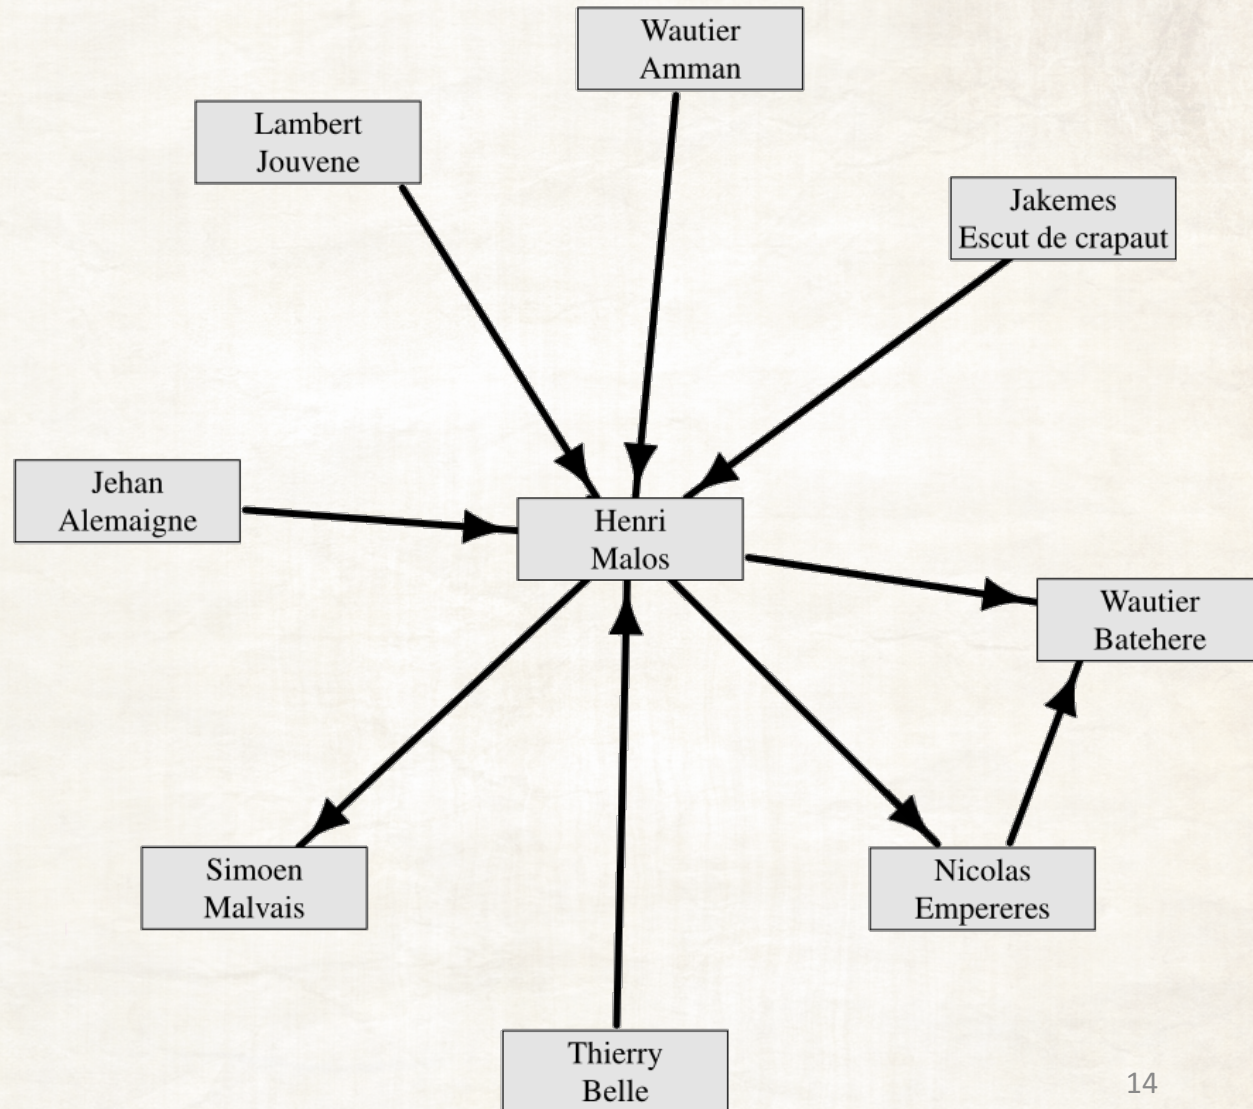 Wautier
Amman
Lambert
Jouvene
Jakemes
Escut de crapaut
Jehan
Alemaigne
Henri
Malos
Wautier
Batehere
Simoen
Malvais
Nicolas
Empereres
Thierry
Belle
14